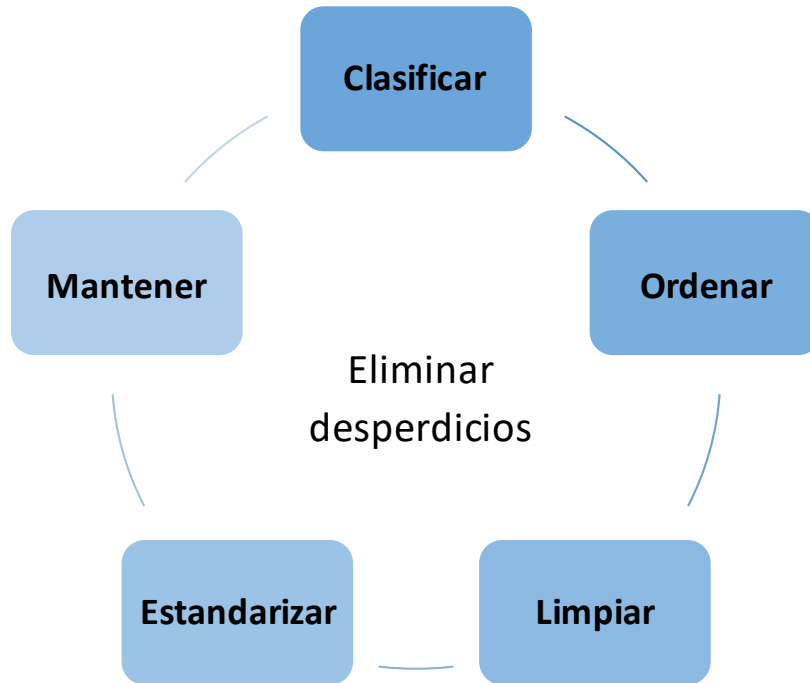 Clasificar
Ordenar
Limpiar
Estandarizar
Mantener
Eliminar
desperdicios